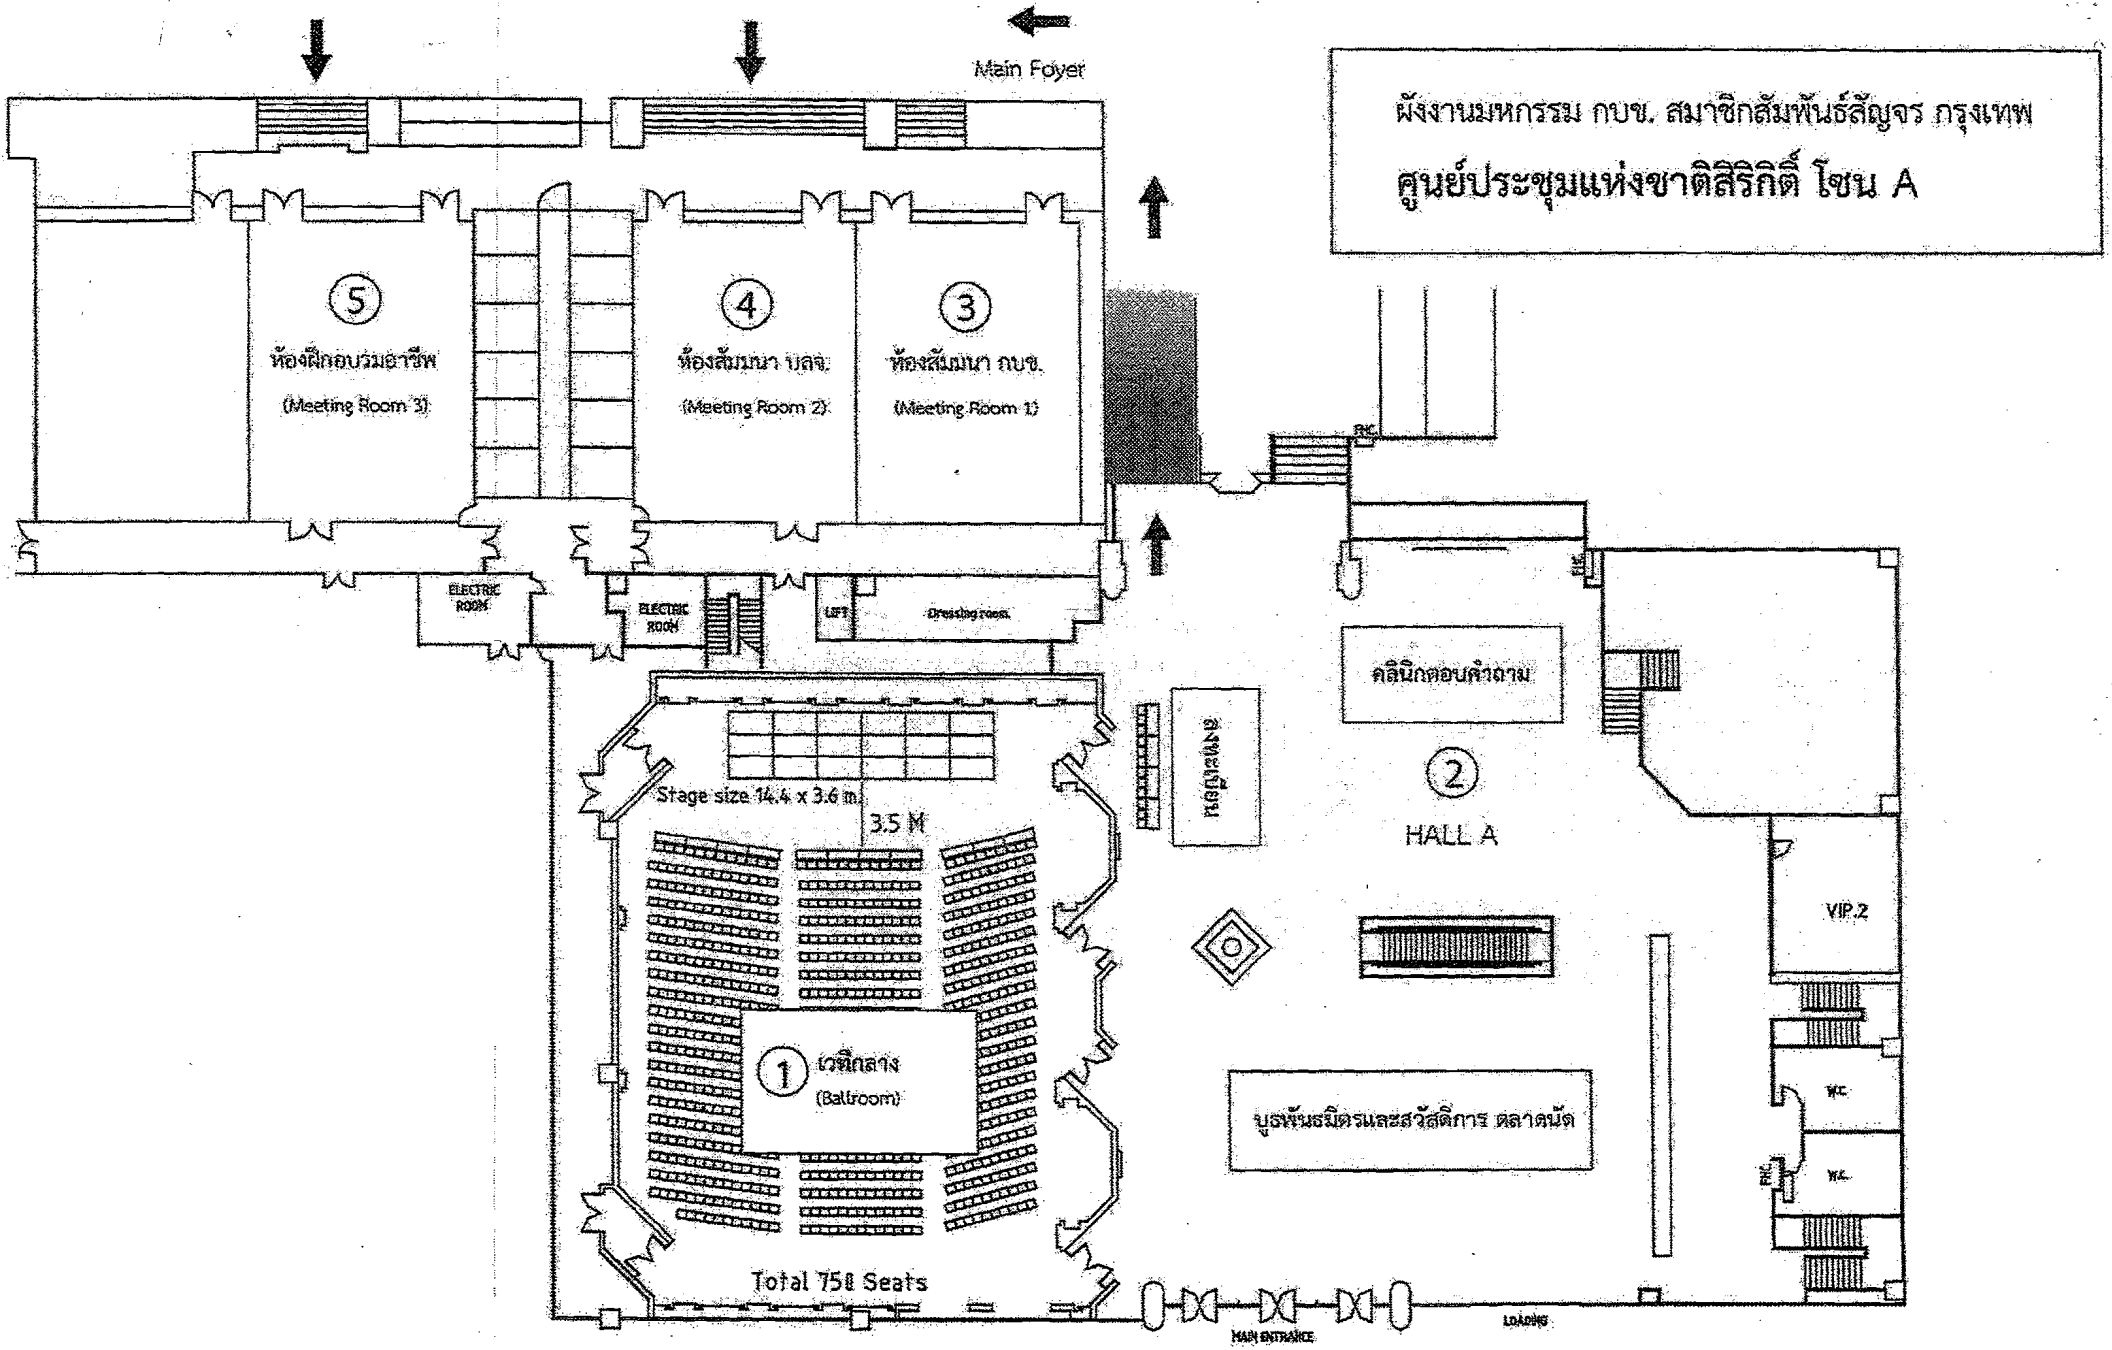 Main Foyer
ผังงานมหกรรม กบข. สมาชิกสัมพันธ์สัญจร กรุงเทพ
ศูนย์ประชุมแห่งชาติสิริกิติ์ โซน A
5
ห้องฝึกอบรมอาชีพ
(Meeting Room 3)
4
ห้องสัมมนา บลจ.
(Meeting Room 2)
3
ห้องสัมมนา กบข.
(Meeting Room 1)
FHC.
FHC.
ELECTRIC
ROOM
ELECTRIC
ROOM
LIFT
Dressing room.
คลินิกตอบคำถาม
ลงทะเบียน
2
HALL A
Stage size 14.4 x 3.6 m.
3.5 M
VIP.2
1
เวทีกลาง
(Ballroom)
บูธพันธมิตรและสวัสดิการ ตลาดนัด
W.C.
FHC.
W.C.
Total 750 Seats
MAIN ENTRANCE
LOADING